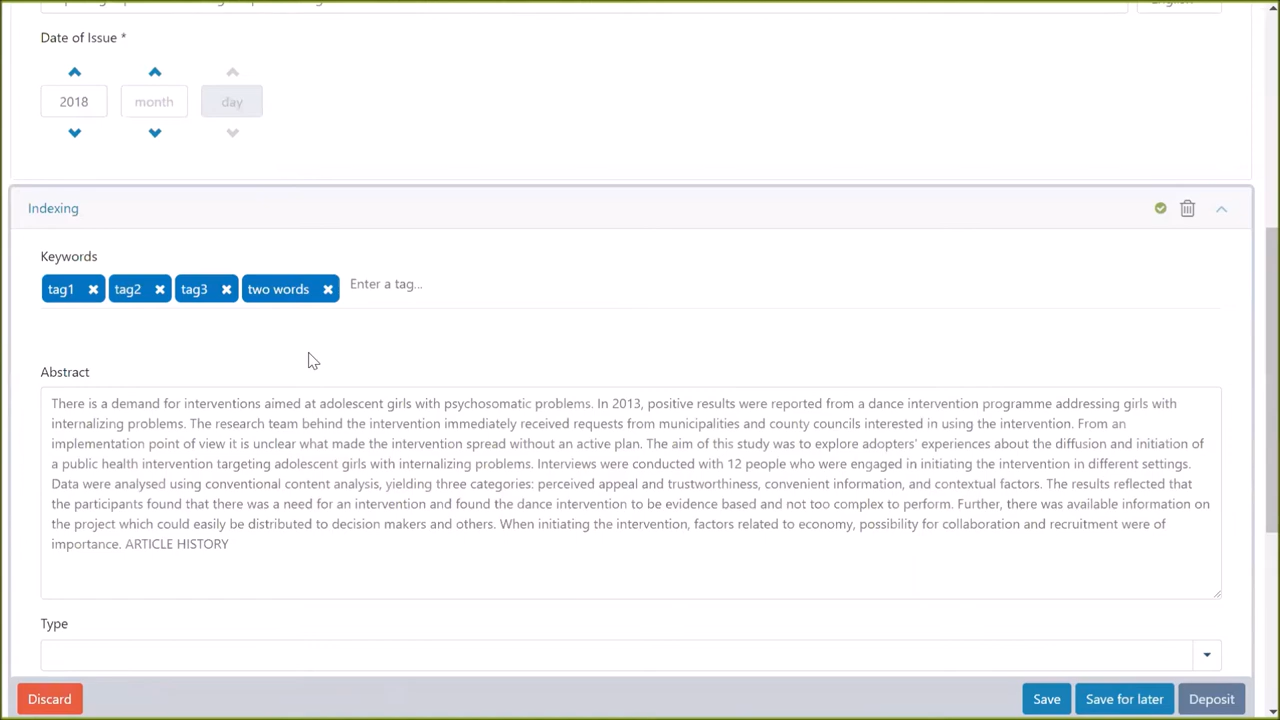 Date of Issue *
2018 month day
Indexing
Keywords
tag1 tag2 tag3 two words Enter a tag...
Abstract
There is a demand for interventions aimed at adolescent girls with psychosomatic problems. In 2013, positive results were reported from a dance intervention programme addressing girls with
internalizing problems. The research team behind the intervention immediately received requests from municipalities and county councils interested in using the intervention. From an
implementation point of view it is unclear what made the intervention spread without an active plan. The aim of this study was to explore adopters' experiences about the diffusion and initiation of
a public health intervention targeting adolescent girls with internalizing problems. Interviews were conducted with 12 people who were engaged in initiating the intervention in different settings.
Data were analysed using conventional content analysis, yielding three categories: perceived appeal and trustworthiness, convenient information, and contextual factors. The results reflected that
the participants found that there was a need for an intervention and found the dance intervention to be evidence based and not too complex to perform. Further, there was available information on
the project which could easily be distributed to decision makers and others. When initiating the intervention, factors related to economy, possibility for collaboration and recruitment were of
importance. ARTICLE HISTORY
Type
Discard Save Save for later Deposit